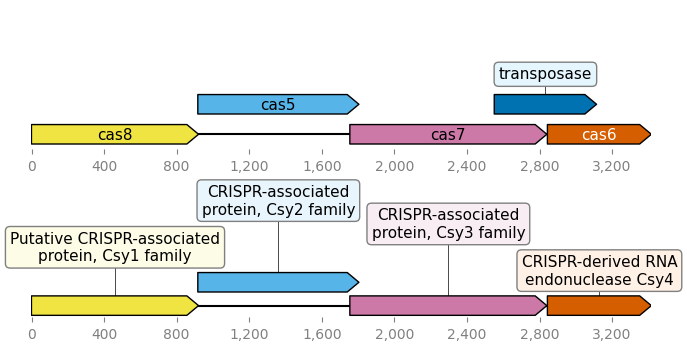 transposase
cas5
cas8
cas7
cas6
0 400 800 1,200 1,600 2,000 2,400 2,800 3,200
CRISPR-associated
protein, Csy2 family
CRISPR-associated
protein, Csy3 family
Putative CRISPR-associated
protein, Csy1 family
CRISPR-derived RNA
endonuclease Csy4
0 400 800 1,200 1,600 2,000 2,400 2,800 3,200